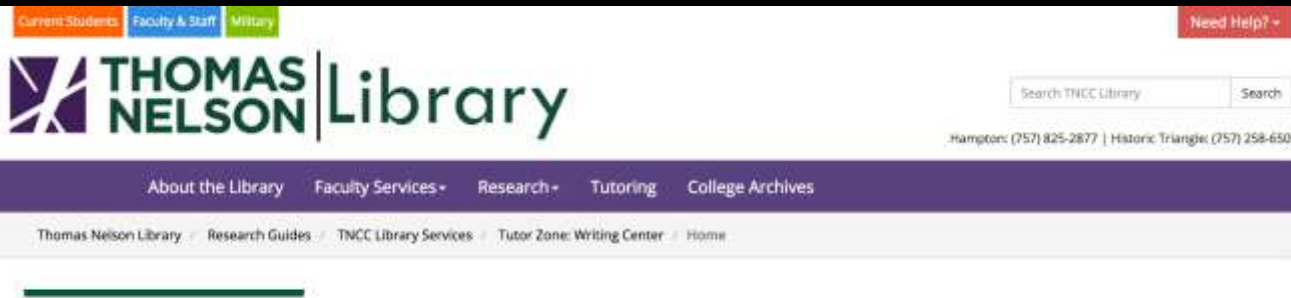 Current Students Faculty & Staff Military
Need Help?
THOMAS
NELSON
Library
Search TNCC Library Search
Hampton: (757) 825-2877 | Historic Triangle: (757) 258-650
About the Library Faculty Services Research Tutoring College Archives
Thomas Nelson Library / Research Guides / TNCC Library Services / Tutor Zone: Writing Center / Home